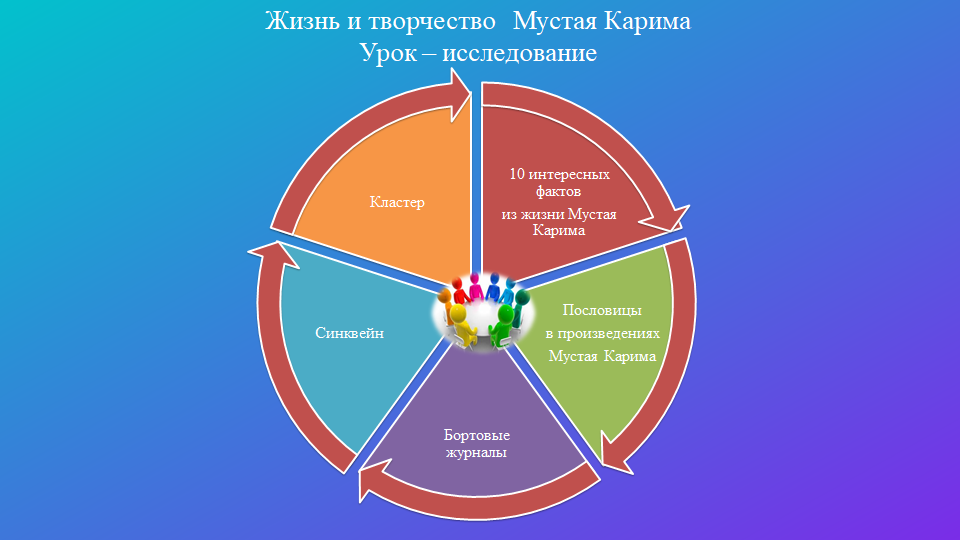 Жизнь и творчество Мустая Карима
Урок – исследование
10 интересных
фактов
из жизни Мустая
Карима
Пословицы
в произведениях
Мустая Карима
Бортовые
журналы
Синквейн
Кластер